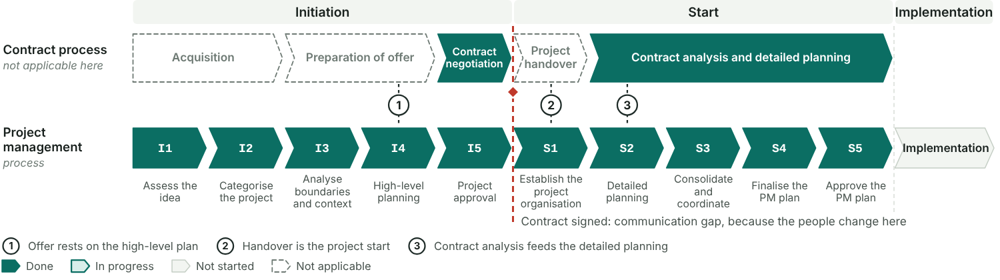 Initiation
Start
Implementation
Contract process
not applicable here
Acquisition
Preparation of offer
Contract
negotiation
Project
handover
Contract analysis and detailed planning
1
2
3
Project
management
process
I1
I2
I3
I4
I5
S1
S2
S3
S4
S5
Implementation
Assess the
idea
Categorise
the project
Analyse
boundaries
and context
High-level
planning
Project
approval
Establish the
project
organisation
Detailed
planning
Consolidate
and
coordinate
Finalise the
PM plan
Approve the
PM plan
Contract signed: communication gap, because the people change here
1 Offer rests on the high-level plan
2 Handover is the project start
3 Contract analysis feeds the detailed planning
Done
In progress
Not started
Not applicable